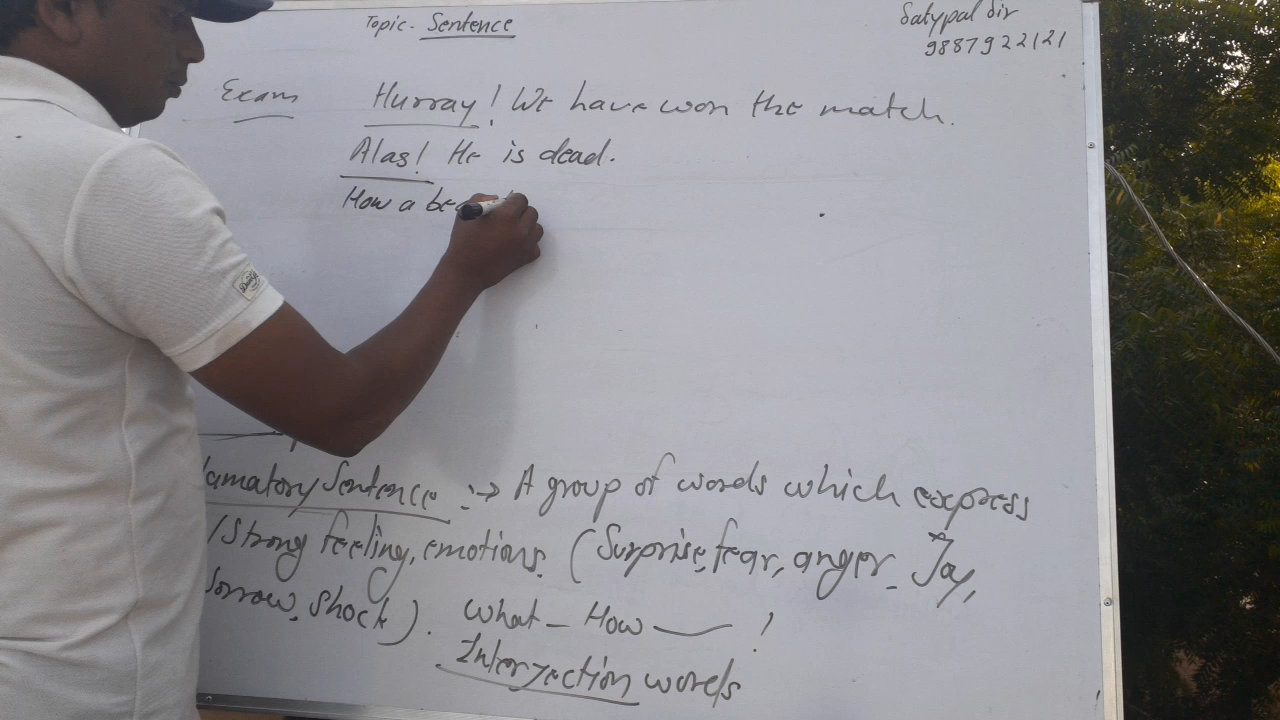 Topic - Sentence
Satypal Sir
9887922121
Exam Hurray! We have won the match.
Alas! He is dead.
How a bea
lamatory Sentence :→ A group of words which express
/Strong feeling, emotions. (Surprise, fear, anger - Joy,
Sorrow, shock). What - How — !
Interjection words